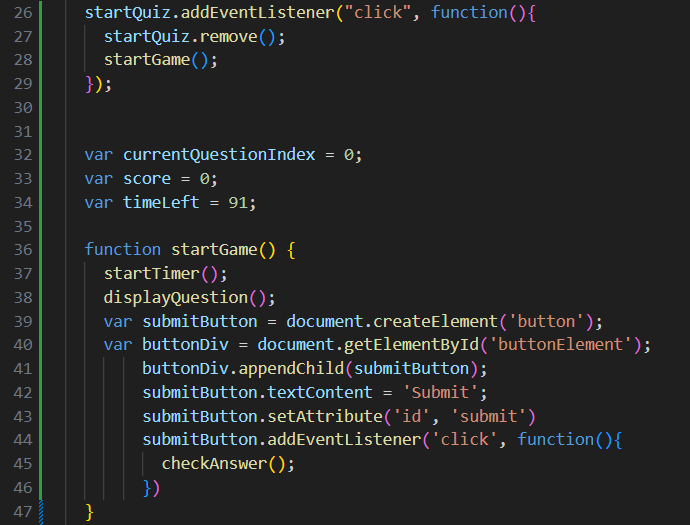 26 startQuiz.addEventListener("click", function(){
27 startQuiz.remove();
28 startGame();
29 });
30
31
32 var currentQuestionIndex = 0;
33 var score = 0;
34 var timeLeft = 91;
35
36 function startGame() {
37 startTimer();
38 displayQuestion();
39 var submitButton = document.createElement('button');
40 var buttonDiv = document.getElementById('buttonElement');
41 buttonDiv.appendChild(submitButton);
42 submitButton.textContent = 'Submit';
43 submitButton.setAttribute('id', 'submit')
44 submitButton.addEventListener('click', function(){
45 checkAnswer();
46 })
47 }